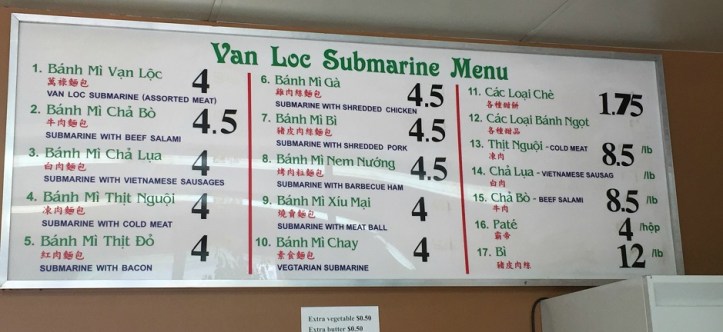 Van Loc Submarine Menu
1. Bánh Mì Vạn Lộc 4
萬祿麵包
VAN LOC SUBMARINE (ASSORTED MEAT)
2. Bánh Mì Chả Bò 4.5
牛肉麵包
SUBMARINE WITH BEEF SALAMI
3. Bánh Mì Chả Lụa 4
白肉麵包
SUBMARINE WITH VIETNAMESE SAUSAGES
4. Bánh Mì Thịt Nguội 4
凍肉麵包
SUBMARINE WITH COLD MEAT
5. Bánh Mì Thịt Đỏ 4
紅肉麵包
SUBMARINE WITH BACON
6. Bánh Mì Gà 4.5
雞肉絲麵包
SUBMARINE WITH SHREDDED CHICKEN
7. Bánh Mì Bì 4.5
豬皮肉絲麵包
SUBMARINE WITH SHREDDED PORK
8. Bánh Mì Nem Nướng 4.5
烤肉粒麵包
SUBMARINE WITH BARBECUE HAM
9. Bánh Mì Xíu Mại 4
燒賣麵包
SUBMARINE WITH MEAT BALL
10. Bánh Mì Chay 4
素食麵包
VEGTARIAN SUBMARINE
11. Các Loại Chè 1.75
各種甜餅
12. Các Loại Bánh Ngọt
各種甜品
13. Thịt Nguội - COLD MEAT 8.5 /lb
凍肉
14. Chả Lụa - VIETNAMESE SAUSAG /lb
白肉
15. Chả Bò - BEEF SALAMI 8.5 /lb
牛肉
16. Paté 4 /hộp
霸帝
17. Bì 12 /lb
豬皮肉絲
Extra vegetable $0.50
Extra butter $0.50